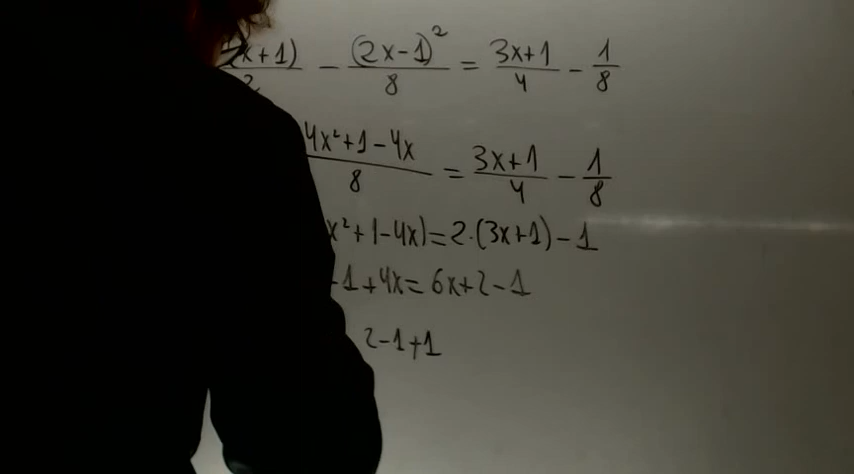 x+1)/2 - (2x-1)²/8 = 3x+1/4 - 1/8
4x²+1-4x/8 = 3x+1/4 - 1/8
x²+1-4x)=2·(3x+1)-1
-1+4x=6x+2-1
2-1+1